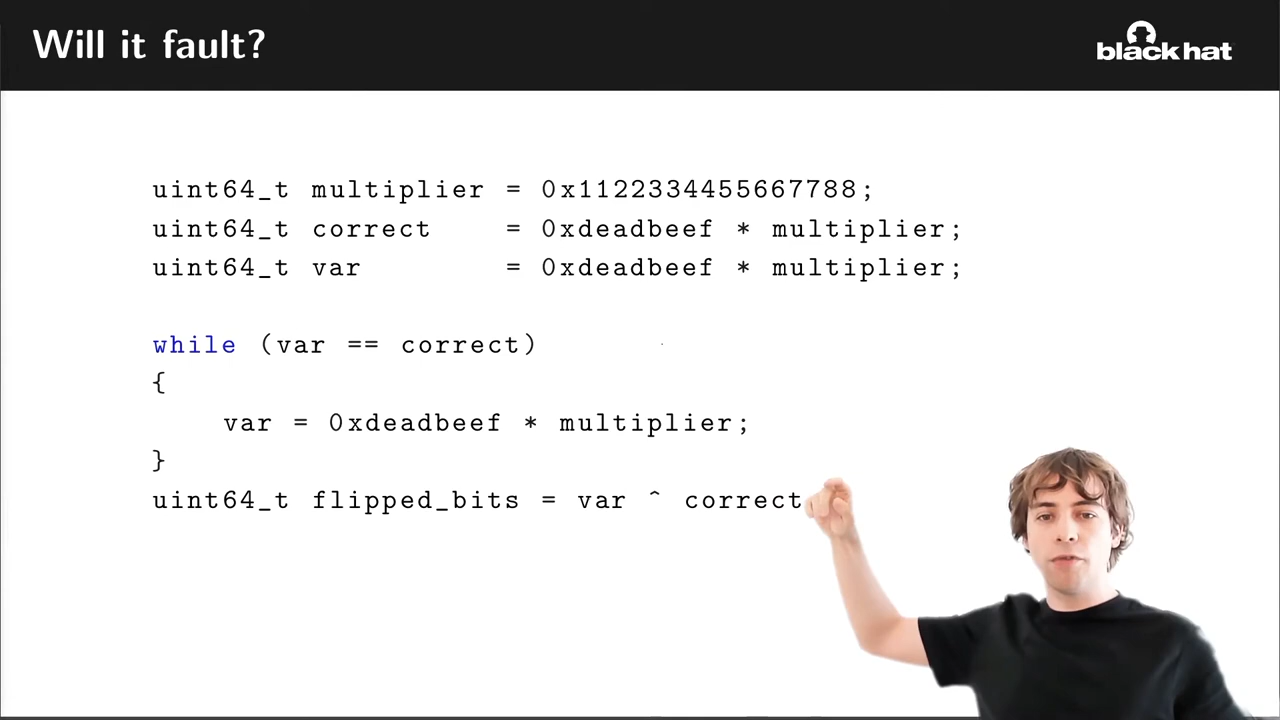 Will it fault?
black hat
uint64_t multiplier = 0x1122334455667788;
uint64_t correct = 0xdeadbeef * multiplier;
uint64_t var = 0xdeadbeef * multiplier;
while (var == correct)
{
var = 0xdeadbeef * multiplier;
}
uint64_t flipped_bits = var ^ correct